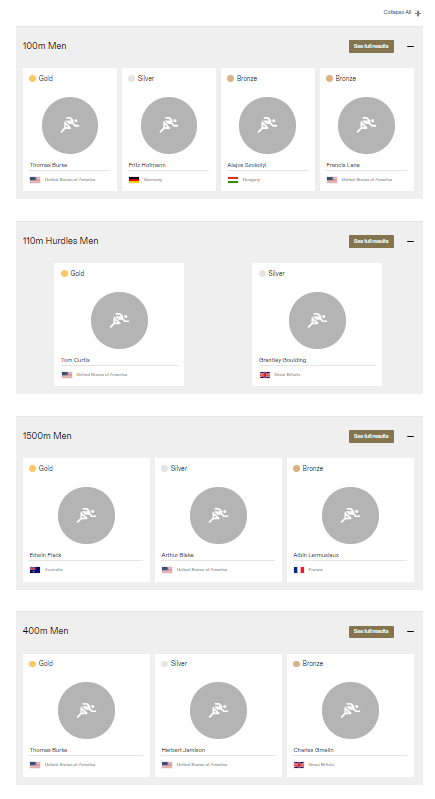 Collapse All
100m Men
See full results
Gold
Silver
Bronze
Bronze
Thomas Burke
Fritz Hofmann
Alajos Szokolyi
Francis Lane
United States of America
Germany
Hungary
United States of America
110m Hurdles Men
See full results
Gold
Silver
Tom Curtis
Grantley Goulding
United States of America
Great Britain
1500m Men
See full results
Gold
Silver
Bronze
Edwin Flack
Arthur Blake
Albin Lermusiaux
Australia
United States of America
France
400m Men
See full results
Gold
Silver
Bronze
Thomas Burke
Herbert Jamison
Charles Gmelin
United States of America
United States of America
Great Britain